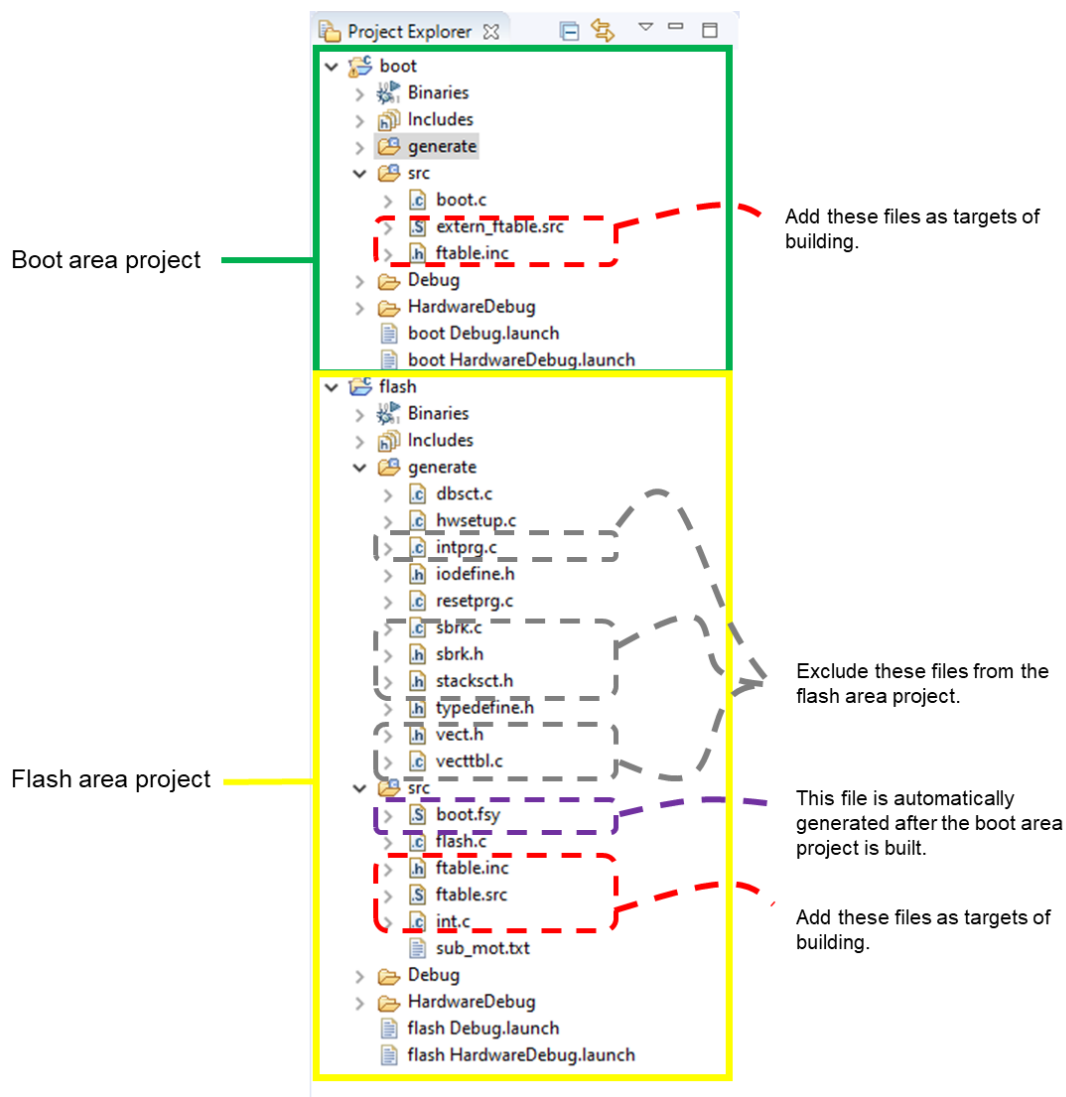 Project Explorer
boot
Binaries
Includes
generate
src
boot.c
extern_ftable.src
ftable.inc
Debug
HardwareDebug
boot Debug.launch
boot HardwareDebug.launch
Add these files as targets of
building.
Boot area project
flash
Binaries
Includes
generate
dbsct.c
hwsetup.c
intprg.c
iodefine.h
resetprg.c
sbrk.c
sbrk.h
stacksct.h
typedefine.h
vect.h
vecttbl.c
src
boot.fsy
flash.c
ftable.inc
ftable.src
int.c
sub_mot.txt
Debug
HardwareDebug
flash Debug.launch
flash HardwareDebug.launch
Flash area project
Exclude these files from the
flash area project.
This file is automatically
generated after the boot area
project is built.
Add these files as targets of
building.